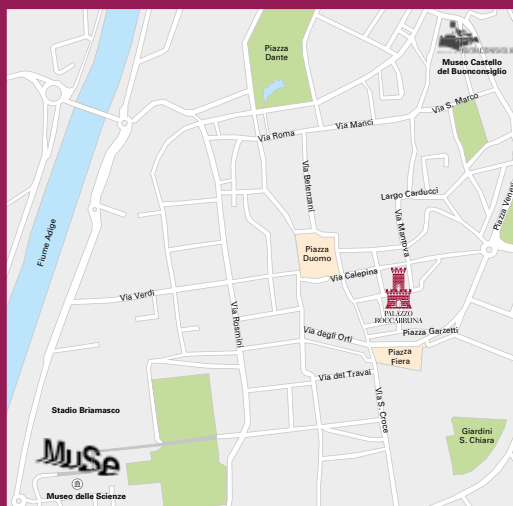 Piazza
Dante
Museo Castello
del Buonconsiglio
Via S. Marco
Via Manci
Via Roma
Via Belenzani
Largo Carducci
Via Mantova
Fiume Adige
Piazza
Duomo
Via Calepina
Via Verdi
Via Rosmini
PALAZZO
ROCCABRUNA
Via degli Orti
Piazza Garzetti
Piazza
Fiera
Via del Travai
Via S. Croce
Stadio Briamasco
Giardini
S. Chiara
MuSe
Museo delle Scienze